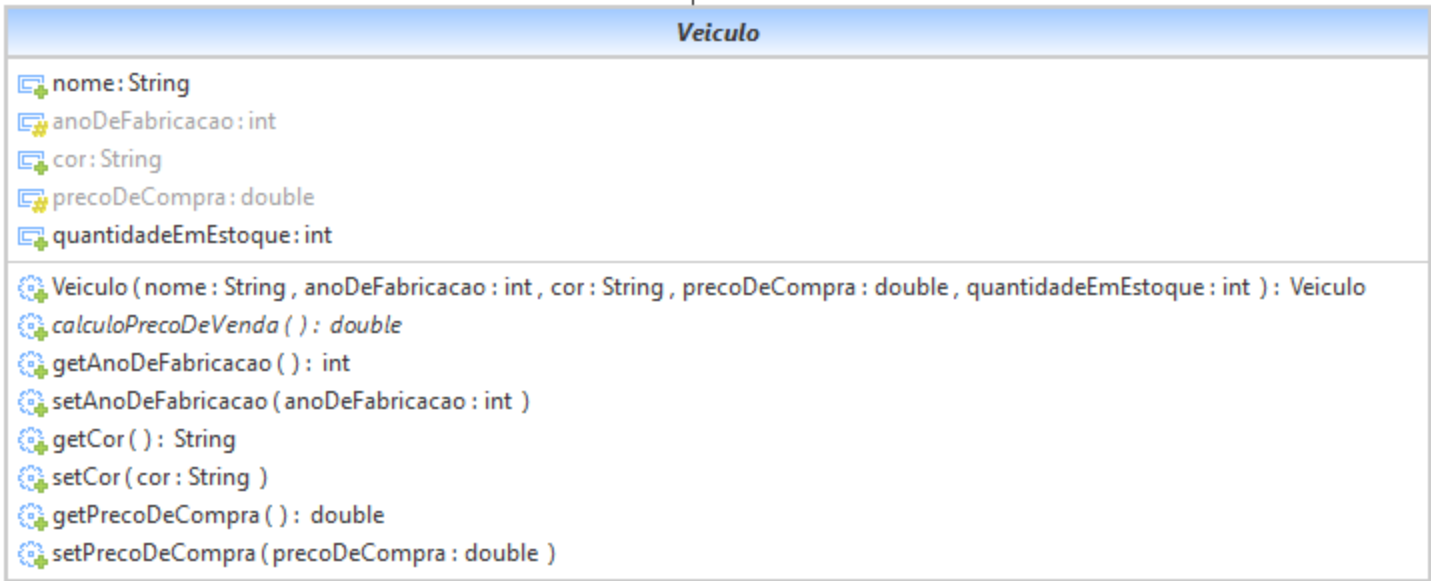 Veiculo
nome : String
anoDeFabricacao : int
cor : String
precoDeCompra : double
quantidadeEmEstoque : int
Veiculo ( nome : String , anoDeFabricacao : int , cor : String , precoDeCompra : double , quantidadeEmEstoque : int ) : Veiculo
calculoPrecoDeVenda ( ) : double
getAnoDeFabricacao ( ) : int
setAnoDeFabricacao ( anoDeFabricacao : int )
getCor ( ) : String
setCor ( cor : String )
getPrecoDeCompra ( ) : double
setPrecoDeCompra ( precoDeCompra : double )